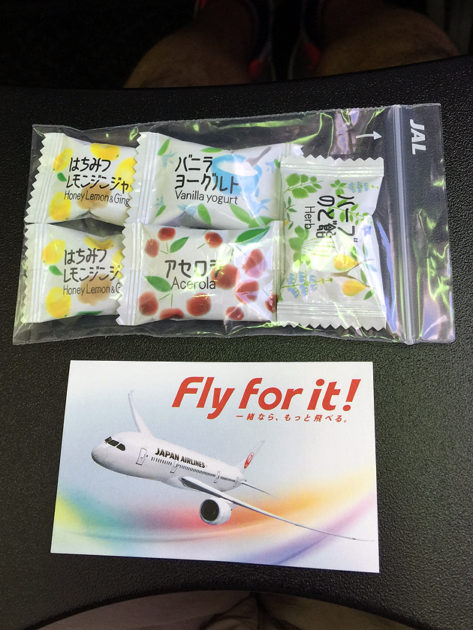 JAL
はちみつ
レモンジンジャ
Honey Lemon & Ging
バニラ
ヨーグルト
Vanilla yogurt
ハーブ
のど飴
Herb
はちみつ
レモンジンジ
Honey Lemon & G
アセロラ
Acerola
Fly for it!
一緒なら、もっと飛べる。
JAPAN AIRLINES